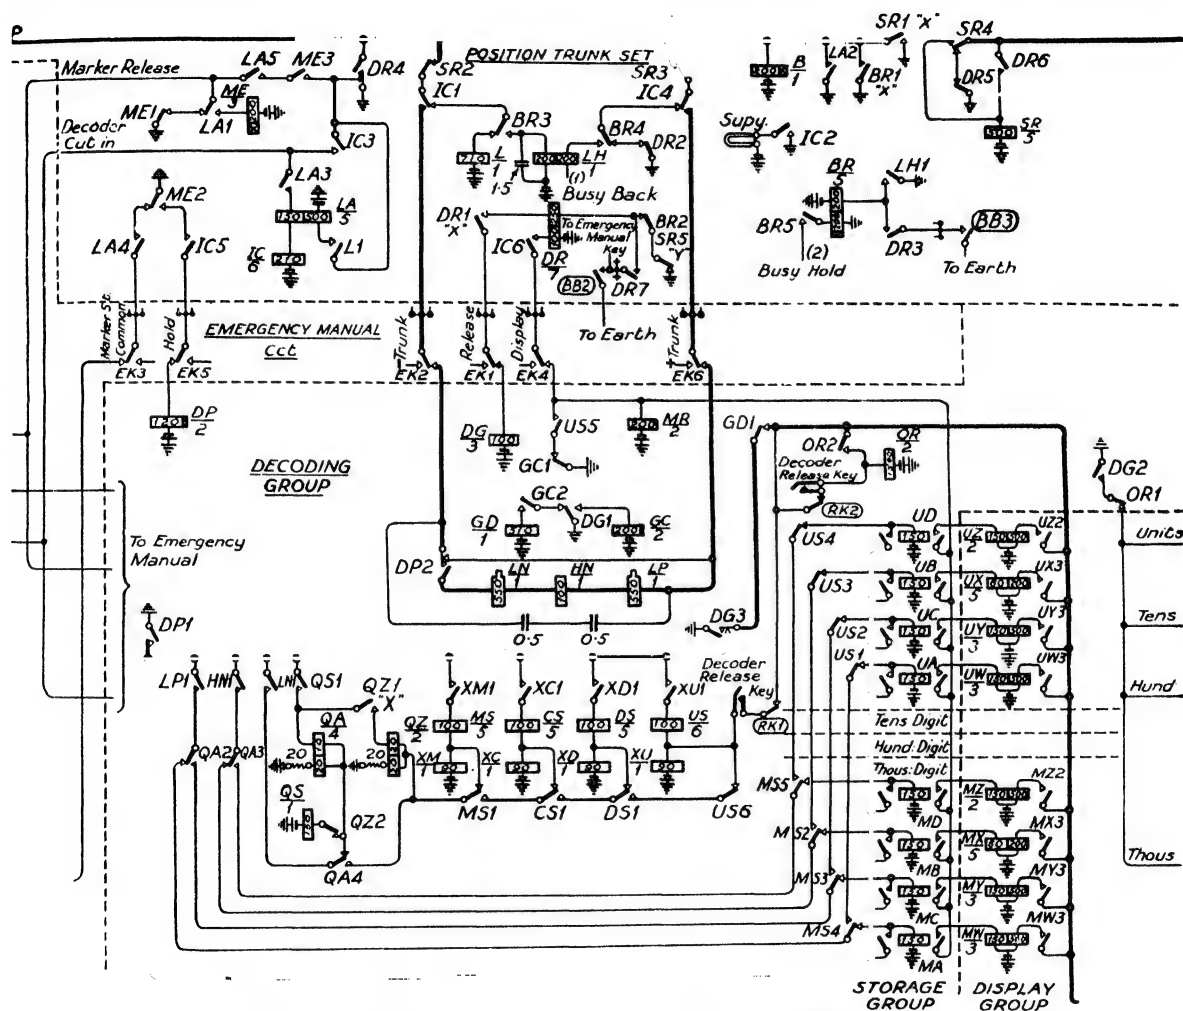 P
POSITION TRUNK SET
Marker Release
LA5
ME3
DR4
SR2
IC1
SR3
IC4
B
1
LA2
BR1
"X"
SR1 "X"
SR4
DR5
DR6
ME
3
ME1
LA1
Decoder
Cut in
IC3
BR3
L
1
1·5
LH
1
(1)
BR4
DR2
Busy Back
Supy.
IC2
SR
5
ME2
LA3
LA
5
LA4
IC5
IC
6
L1
DR1
"X"
IC6
To Emergency
Manual
Key
BR2
SR5
"Y"
DR
7
BB2
DR7
To Earth
BR
5
LH1
BR5
(2)
Busy Hold
DR3
BB3
To Earth
Marker St.
Common
Hold
EMERGENCY MANUAL
Cct.
-Trunk
Release
Display
+Trunk
EK3
EK5
EK2
EK1
EK4
EK6
DP
2
DG
3
US5
GC1
MB
2
GD1
OR2
OR
2
Decoder
Release Key
RK2
DG2
OR1
DECODING
GROUP
GC2
GD
1
DG1
GC
2
DP2
LN
1
HN
1
LP
1
0·5
0·5
DG3
To Emergency
Manual
DP1
US4
US3
US2
US1
UD
UZ
2
UZ2
UB
UX
5
UX3
UC
UY
3
UY3
UA
UW
3
UW3
Units
Tens
Hund
Thous
Tens Digit
Hund: Digit
Thous: Digit
LP1
HN1
LN1
QS1
QZ1
"X"
QA
4
QZ
2
QA2
QA3
20
20
QS
1
QZ2
QA4
XM1
MS
5
XM
1
XC1
CS
5
XC
1
XD1
DS
5
XD
1
XU1
US
6
XU
1
Decoder
Release
Key
RK1
MS1
CS1
DS1
US6
MS5
MS2
MS3
MS4
MZ
2
MZ2
MD
MX
5
MX3
MB
MY
3
MY3
MC
MW
3
MW3
MA
STORAGE
GROUP
DISPLAY
GROUP